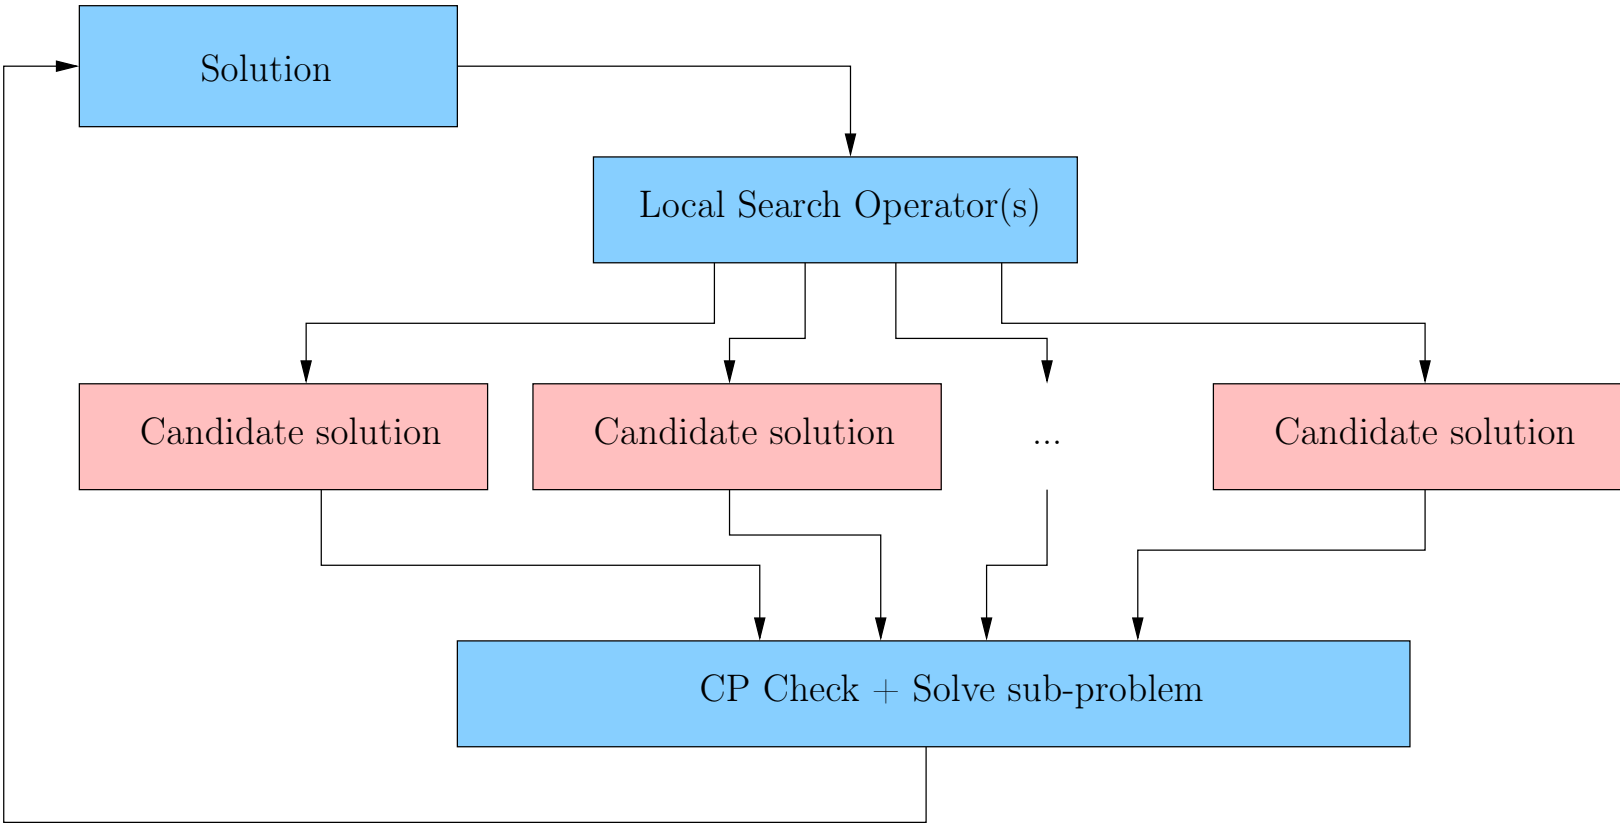 Solution
Local Search Operator(s)
Candidate solution
Candidate solution
...
Candidate solution
CP Check + Solve sub-problem